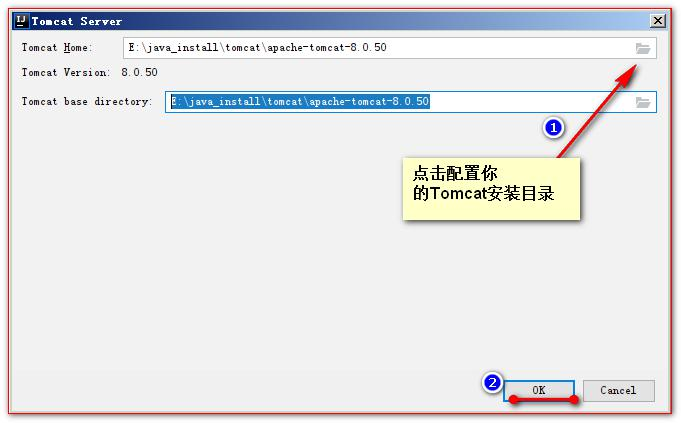 Tomcat Server
Tomcat Home: E:\java_install\tomcat\apache-tomcat-8.0.50
Tomcat Version: 8.0.50
Tomcat base directory: E:\java_install\tomcat\apache-tomcat-8.0.50
1
点击配置你
的Tomcat安装目录
2
OK Cancel